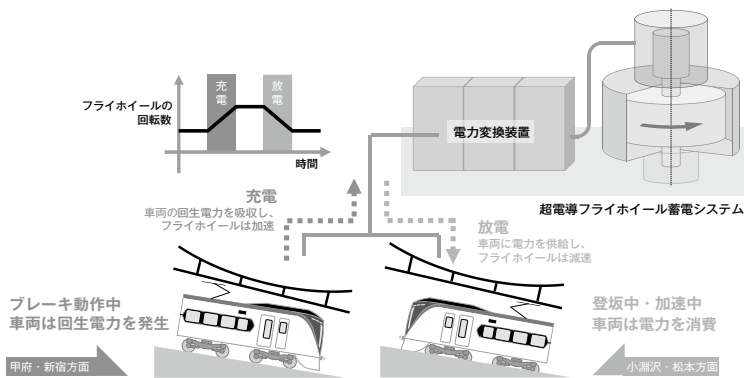 フライホイールの
回転数
充
電
放
電
時間
電力変換装置
超電導フライホイール蓄電システム
充電
車両の回生電力を吸収し、
フライホイールは加速
放電
車両に電力を供給し、
フライホイールは減速
ブレーキ動作中
車両は回生電力を発生
登坂中・加速中
車両は電力を消費
甲府・新宿方面
小淵沢・松本方面